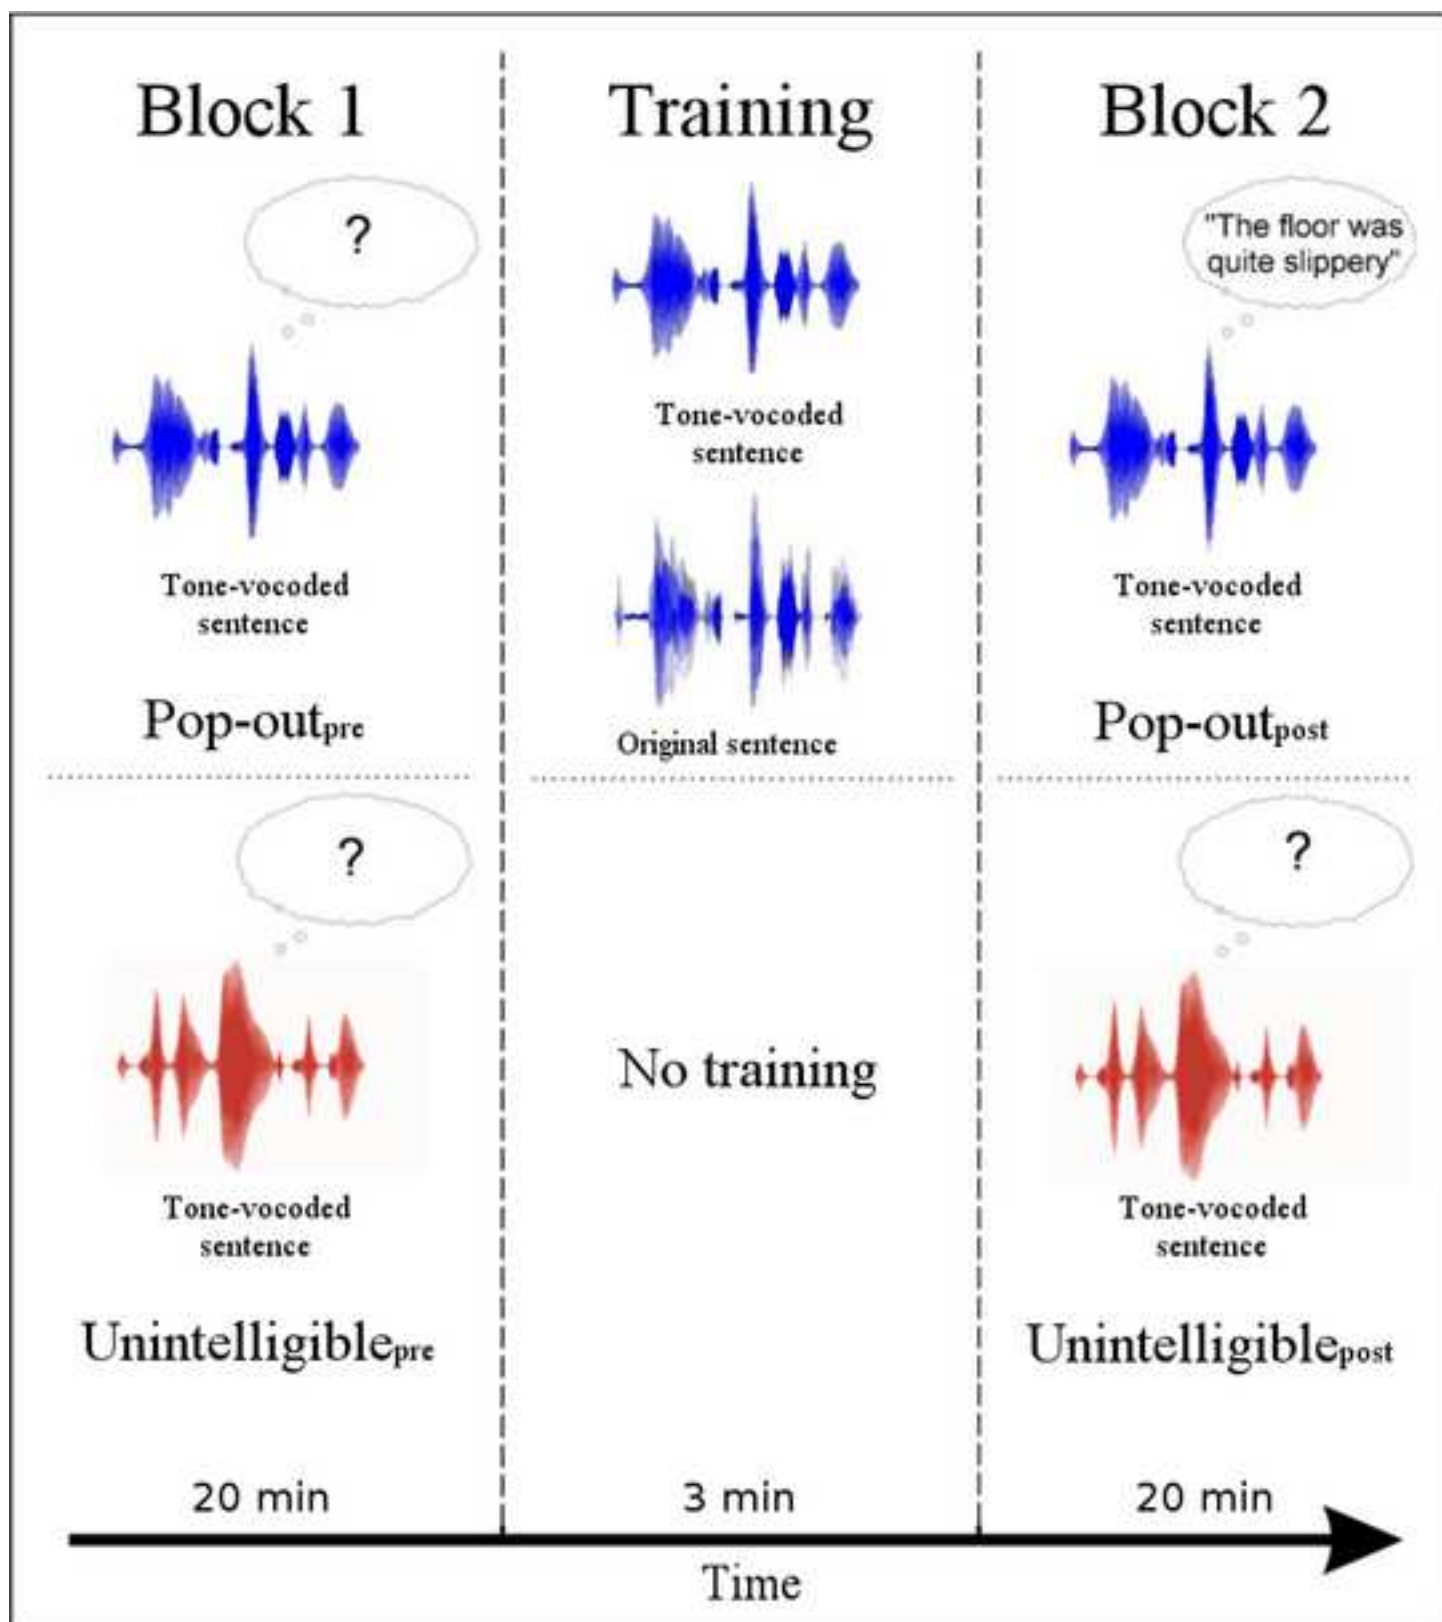 Block 1
Training
Block 2
?
"The floor was
quite slippery"
Tone-vocoded
sentence
Tone-vocoded
sentence
Tone-vocoded
sentence
Original sentence
Pop-outpre
Pop-outpost
?
?
No training
Tone-vocoded
sentence
Tone-vocoded
sentence
Unintelligiblepre
Unintelligiblepost
20 min
3 min
20 min
Time